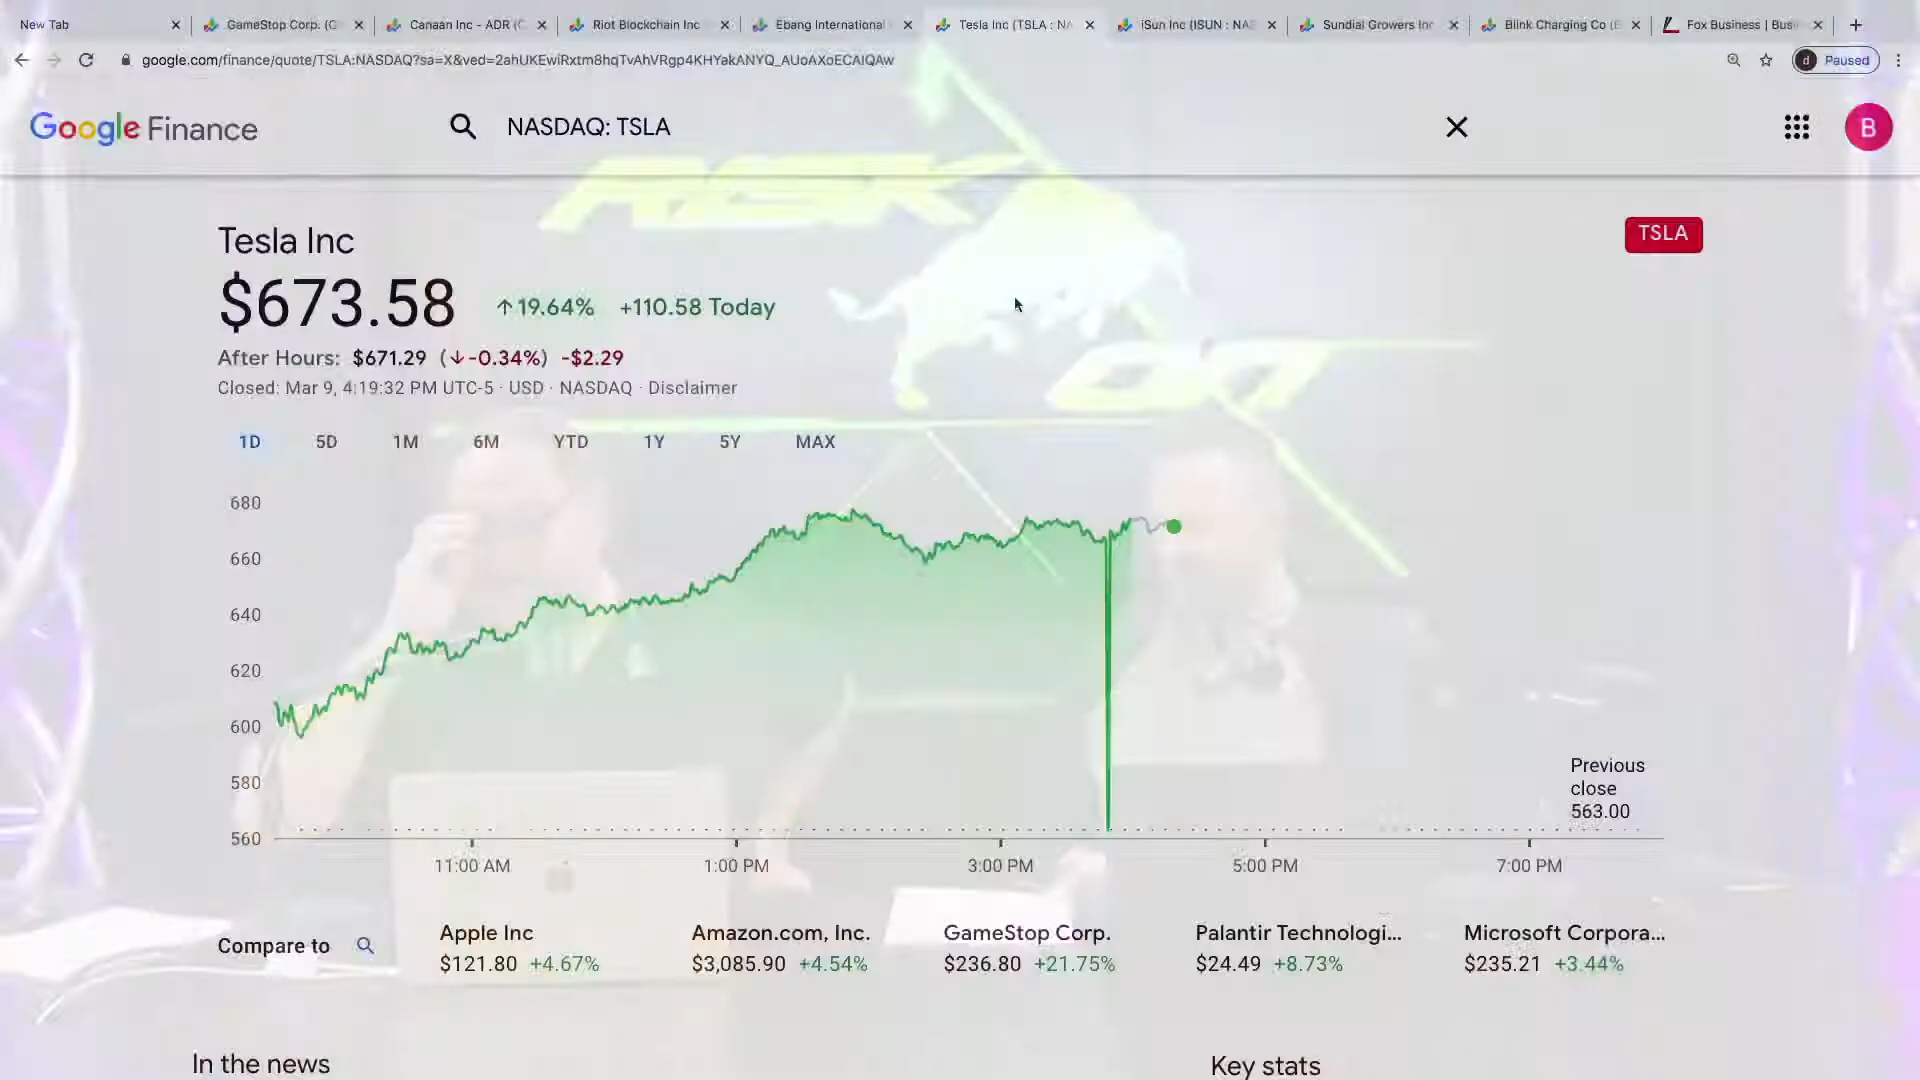 New Tab
GameStop Corp. (G
Canaan Inc - ADR (C
Riot Blockchain Inc
Ebang International
Tesla Inc (TSLA : NA
iSun Inc (ISUN : NAS
Sundial Growers Inc
Blink Charging Co (B
Fox Business | Busi
google.com/finance/quote/TSLA:NASDAQ?sa=X&ved=2ahUKEwiRxtm8hqTvAhVRgp4KHYakANYQ_AUoAXoECAIQAw
d Paused
Google Finance
NASDAQ: TSLA
B
RISK
ON
Tesla Inc
TSLA
$673.58 ↑19.64% +110.58 Today
After Hours: $671.29 (↓-0.34%) -$2.29
Closed: Mar 9, 4:19:32 PM UTC-5 · USD · NASDAQ · Disclaimer
1D 5D 1M 6M YTD 1Y 5Y MAX
680
660
640
620
600
580
560
Previous
close
563.00
11:00 AM 1:00 PM 3:00 PM 5:00 PM 7:00 PM
Compare to
Apple Inc
$121.80 +4.67%
Amazon.com, Inc.
$3,085.90 +4.54%
GameStop Corp.
$236.80 +21.75%
Palantir Technologi...
$24.49 +8.73%
Microsoft Corpora...
$235.21 +3.44%
In the news
Key stats